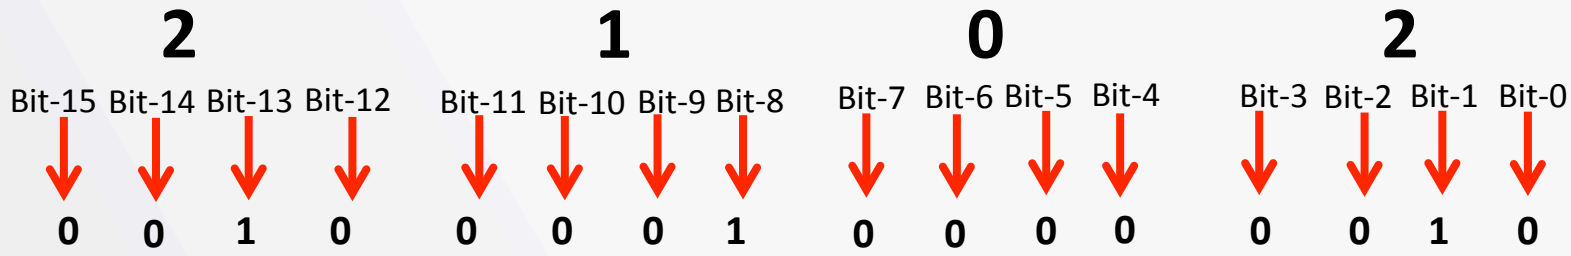 2 1 0 2
Bit-15 Bit-14 Bit-13 Bit-12 Bit-11 Bit-10 Bit-9 Bit-8 Bit-7 Bit-6 Bit-5 Bit-4 Bit-3 Bit-2 Bit-1 Bit-0
0 0 1 0 0 0 0 1 0 0 0 0 0 0 1 0